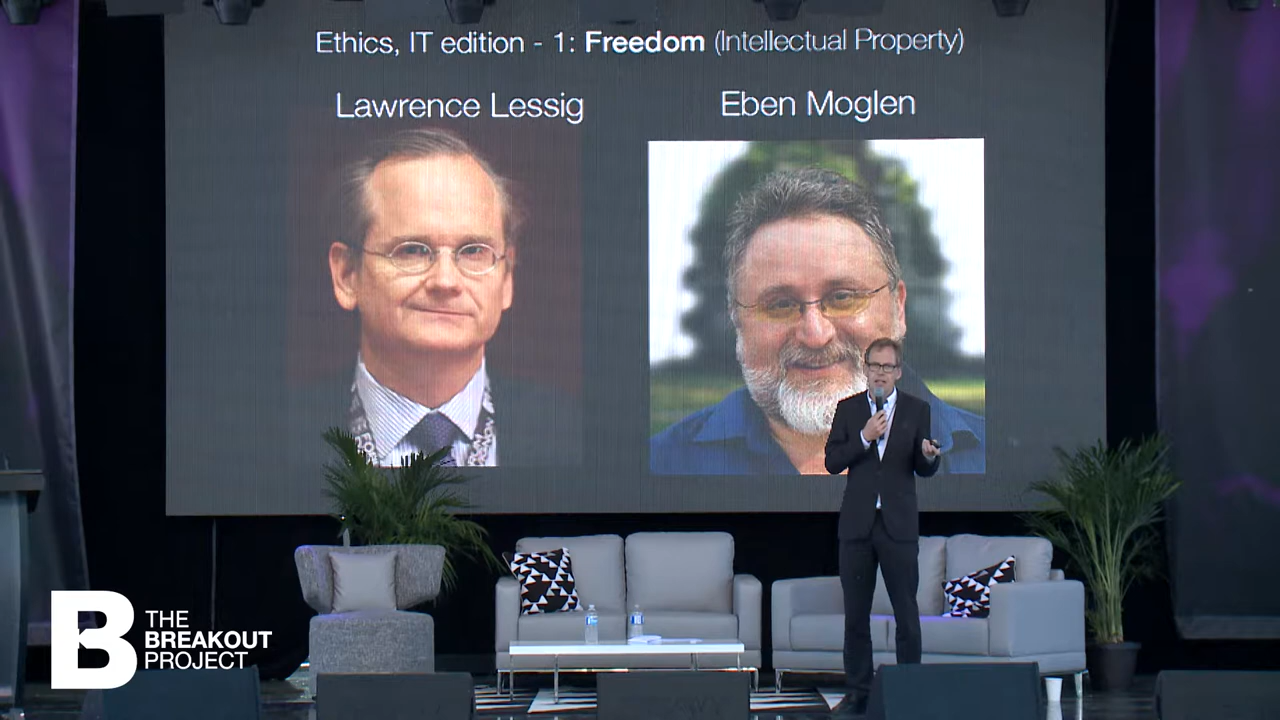 Ethics, IT edition - 1: Freedom (Intellectual Property)
Lawrence Lessig
Eben Moglen
B
THE
BREAKOUT
PROJECT